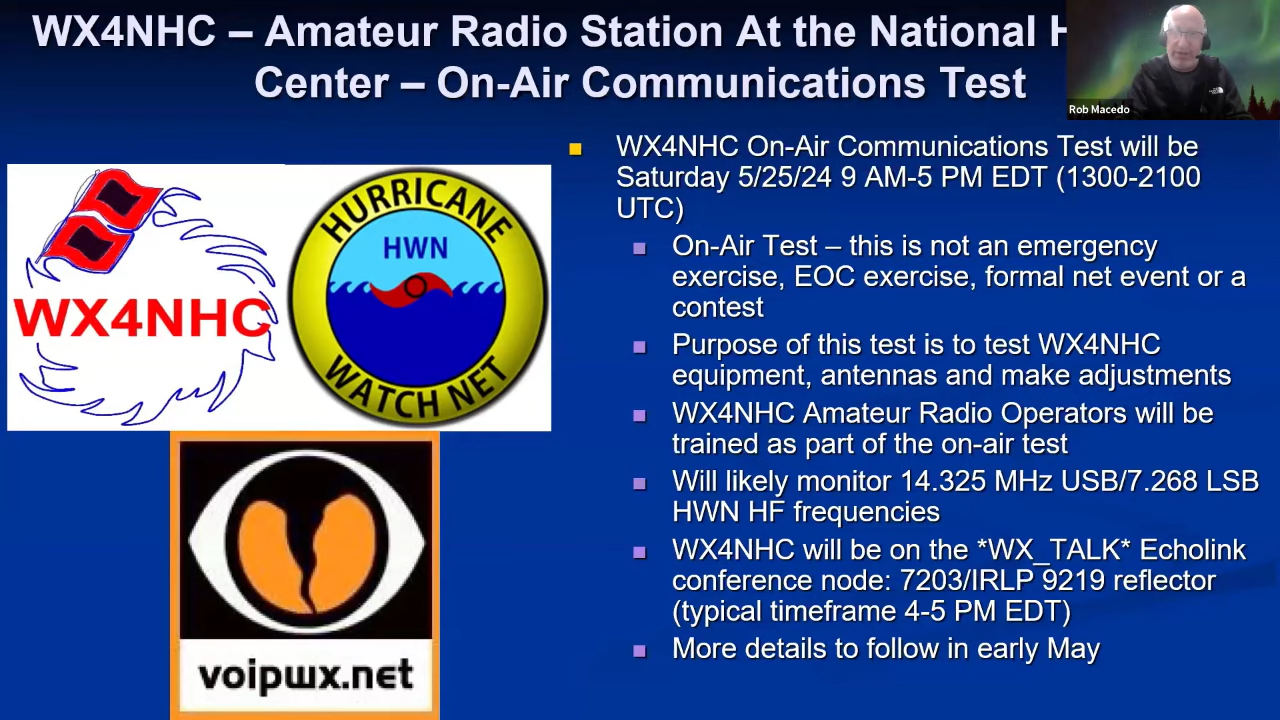 WX4NHC – Amateur Radio Station At the National H
Center – On-Air Communications Test
Rob Macedo
WX4NHC On-Air Communications Test will be
Saturday 5/25/24 9 AM-5 PM EDT (1300-2100
UTC)
On-Air Test – this is not an emergency
exercise, EOC exercise, formal net event or a
contest
Purpose of this test is to test WX4NHC
equipment, antennas and make adjustments
WX4NHC Amateur Radio Operators will be
trained as part of the on-air test
Will likely monitor 14.325 MHz USB/7.268 LSB
HWN HF frequencies
WX4NHC will be on the *WX_TALK* Echolink
conference node: 7203/IRLP 9219 reflector
(typical timeframe 4-5 PM EDT)
More details to follow in early May
WX4NHC
HURRICANE
HWN
WATCH NET
voipwx.net